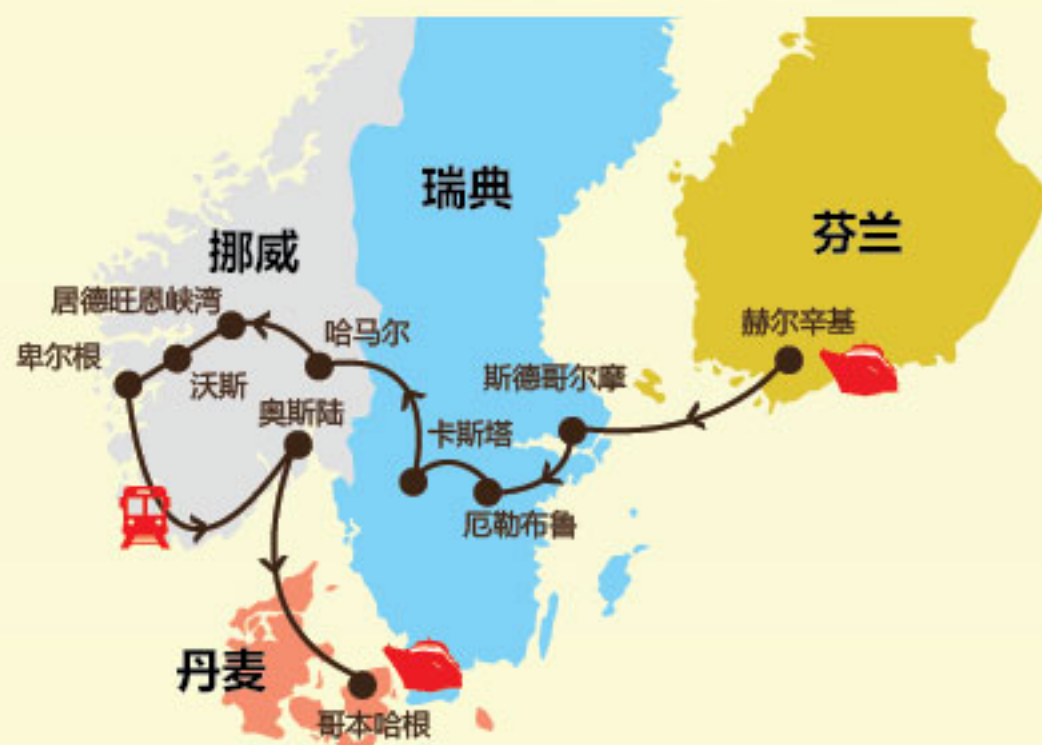 瑞典
芬兰
挪威
居德旺恩峡湾
哈马尔
赫尔辛基
卑尔根
沃斯
斯德哥尔摩
奥斯陆
卡斯塔
厄勒布鲁
丹麦
哥本哈根